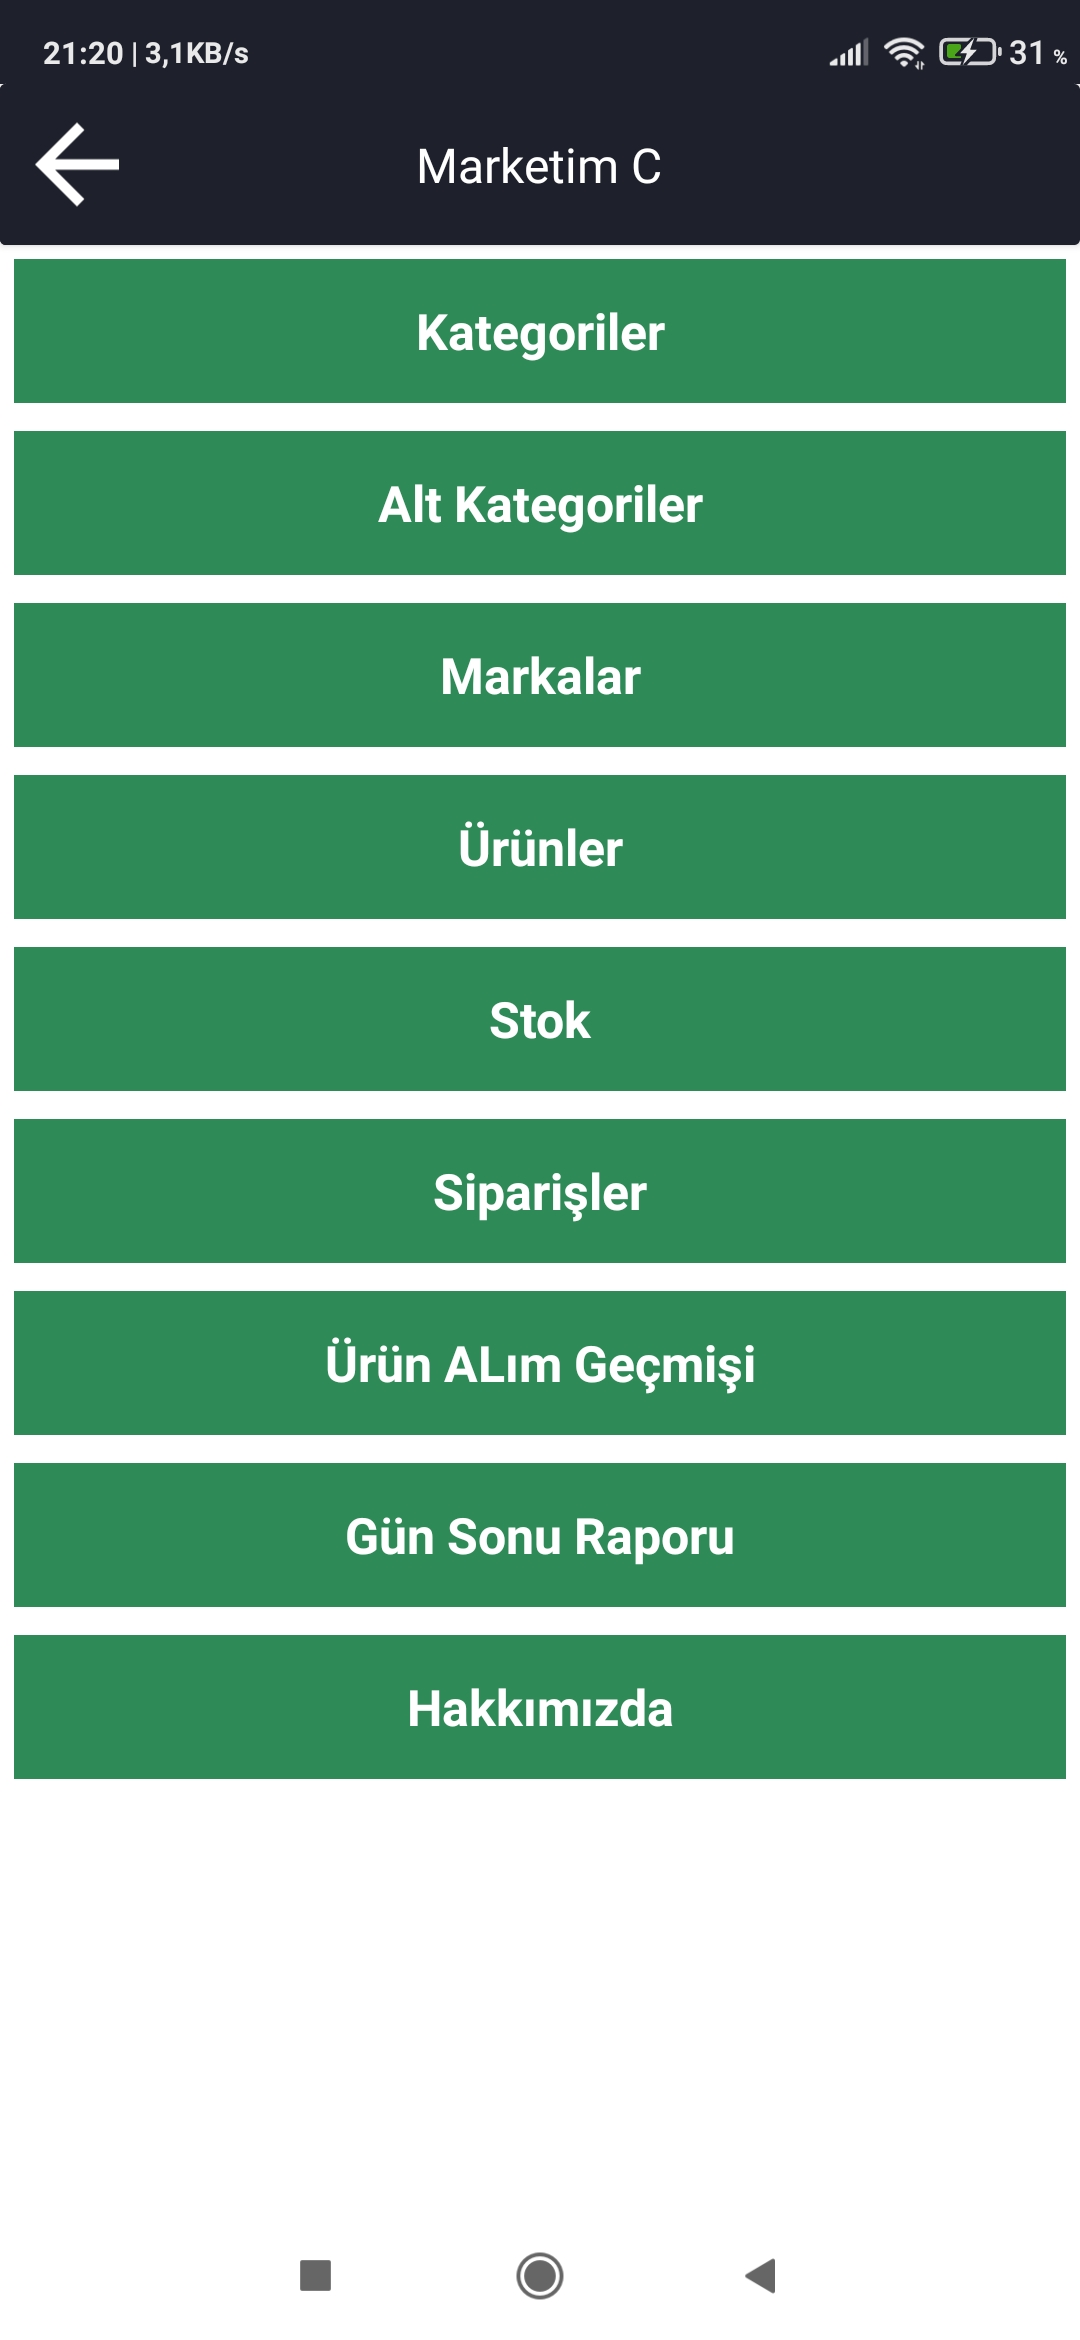 21:20 | 3,1KB/s 31 %
Marketim C
Kategoriler
Alt Kategoriler
Markalar
Ürünler
Stok
Siparişler
Ürün ALım Geçmişi
Gün Sonu Raporu
Hakkımızda